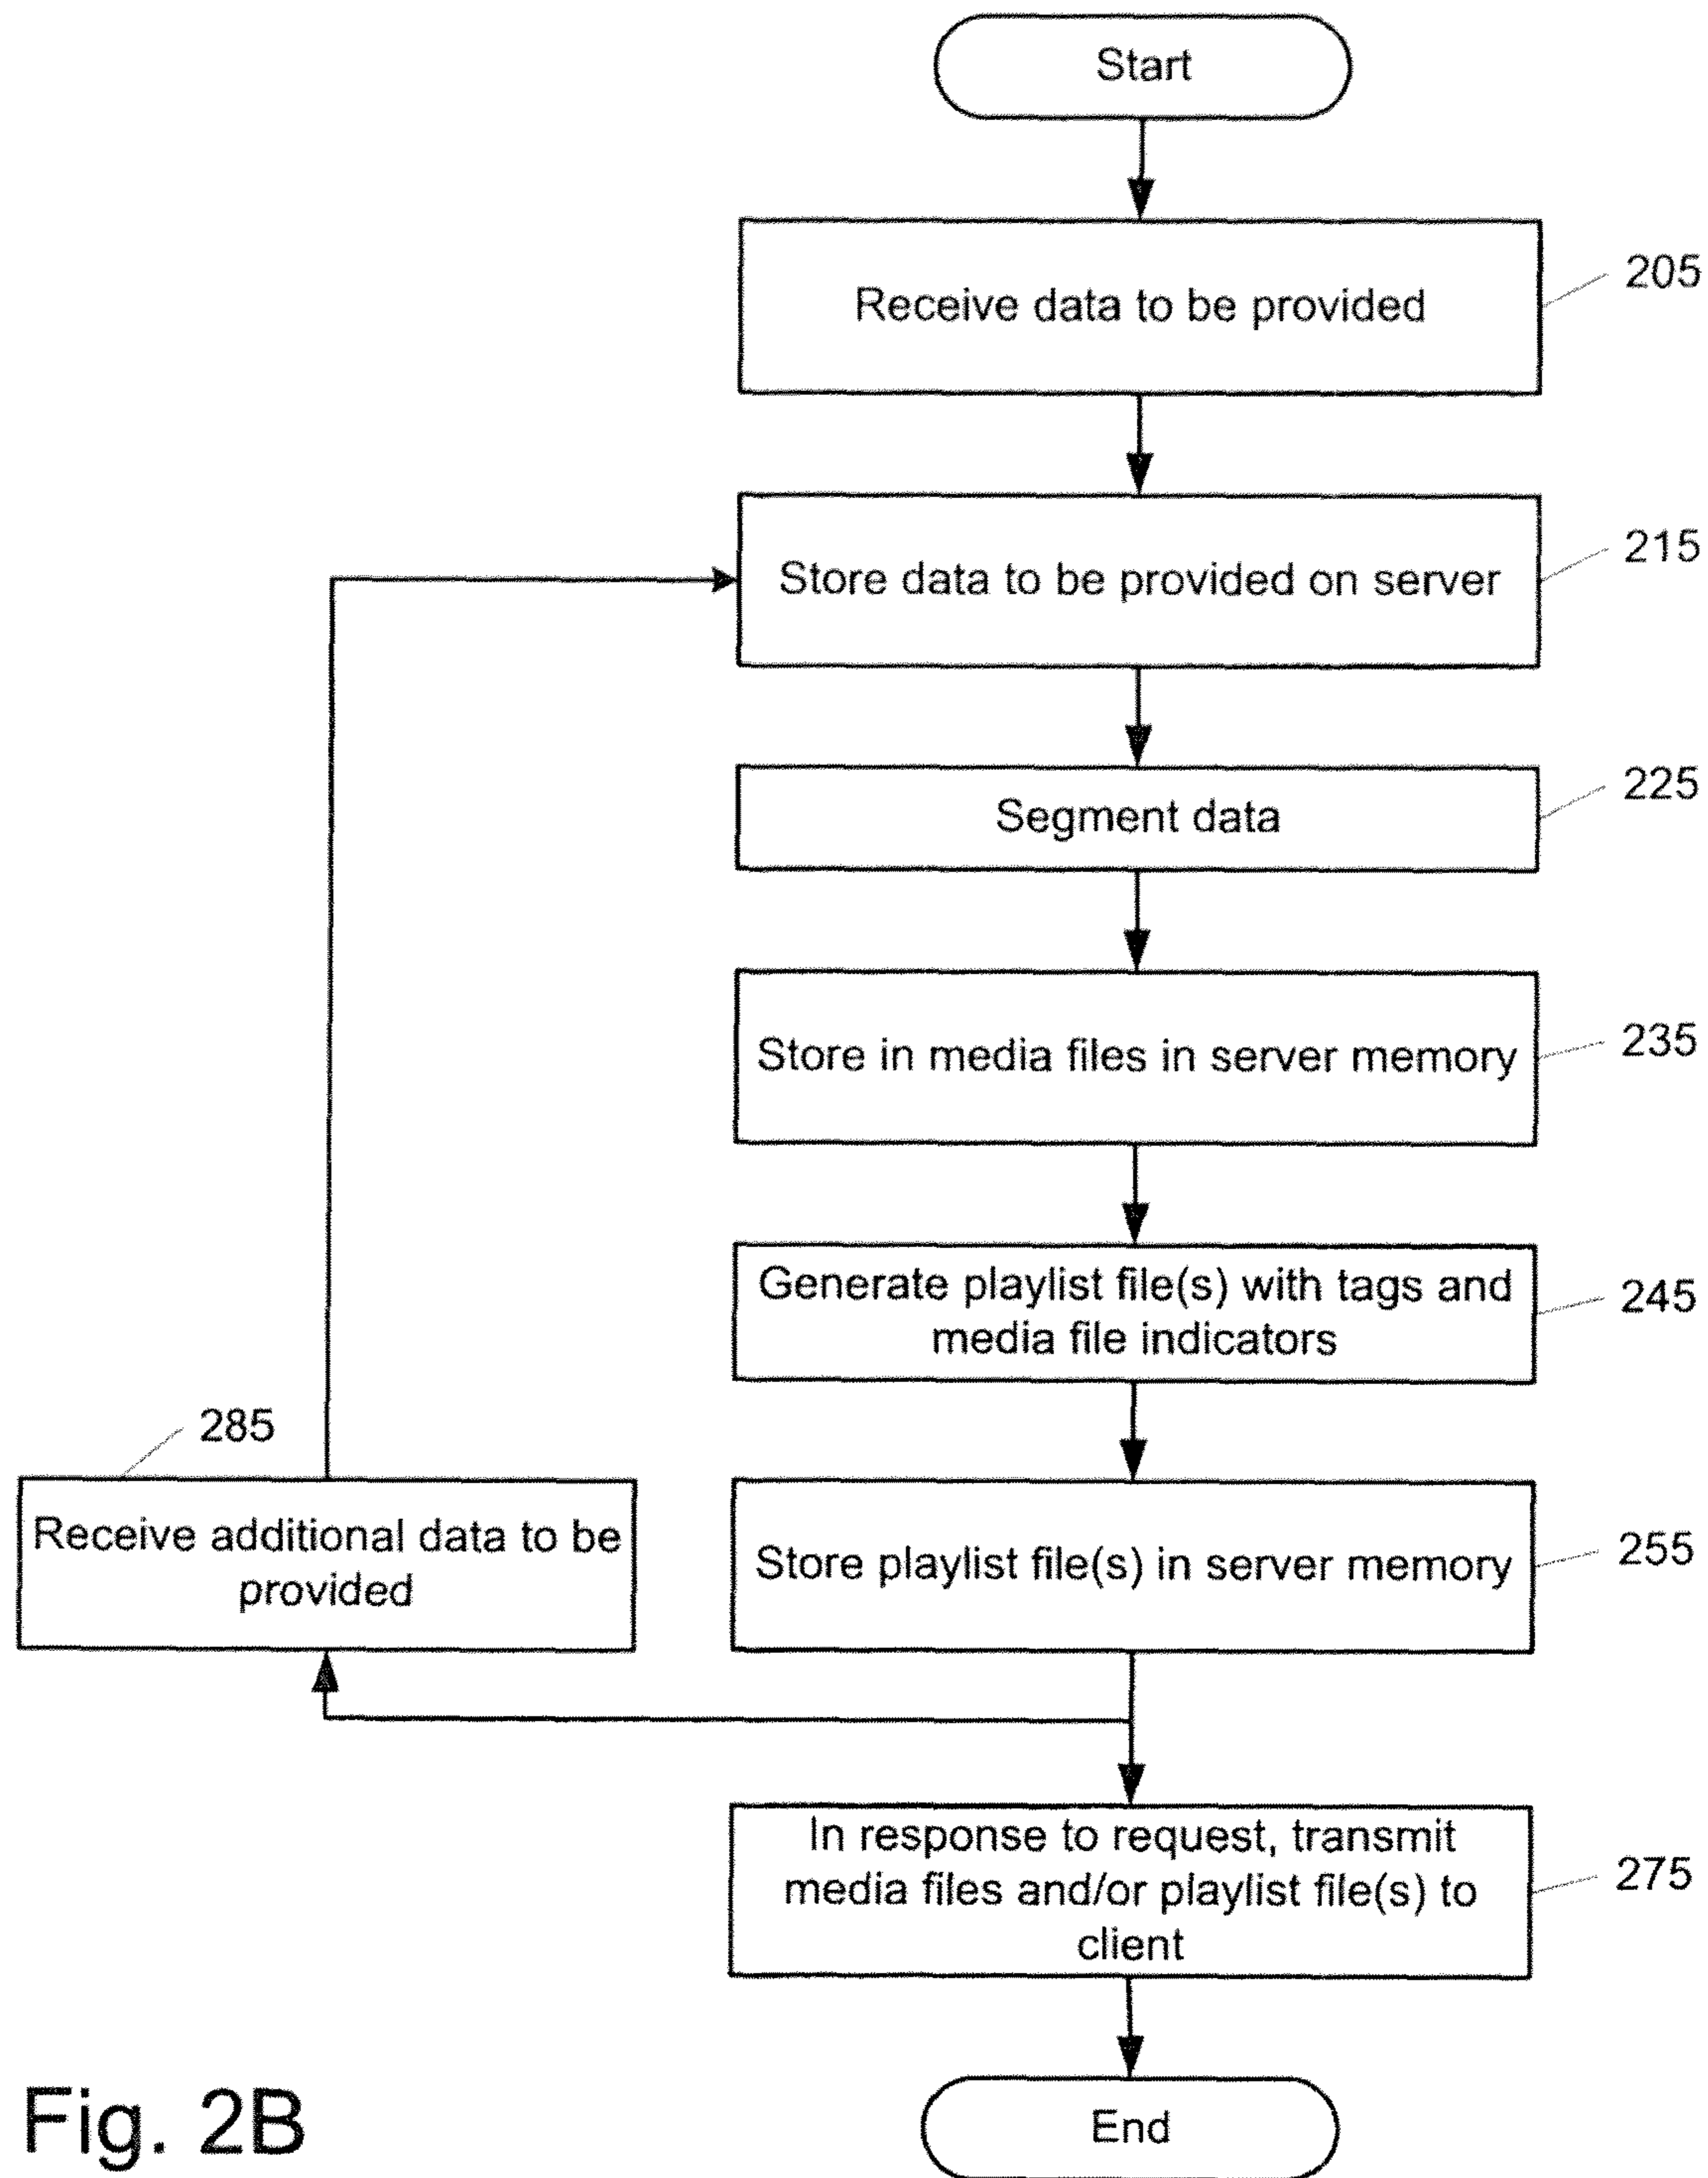 Start
Receive data to be provided
205
Store data to be provided on server
215
Segment data
225
Store in media files in server memory
235
Generate playlist file(s) with tags and
media file indicators
245
285
Receive additional data to be
provided
Store playlist file(s) in server memory
255
In response to request, transmit
media files and/or playlist file(s) to
client
275
End
Fig. 2B